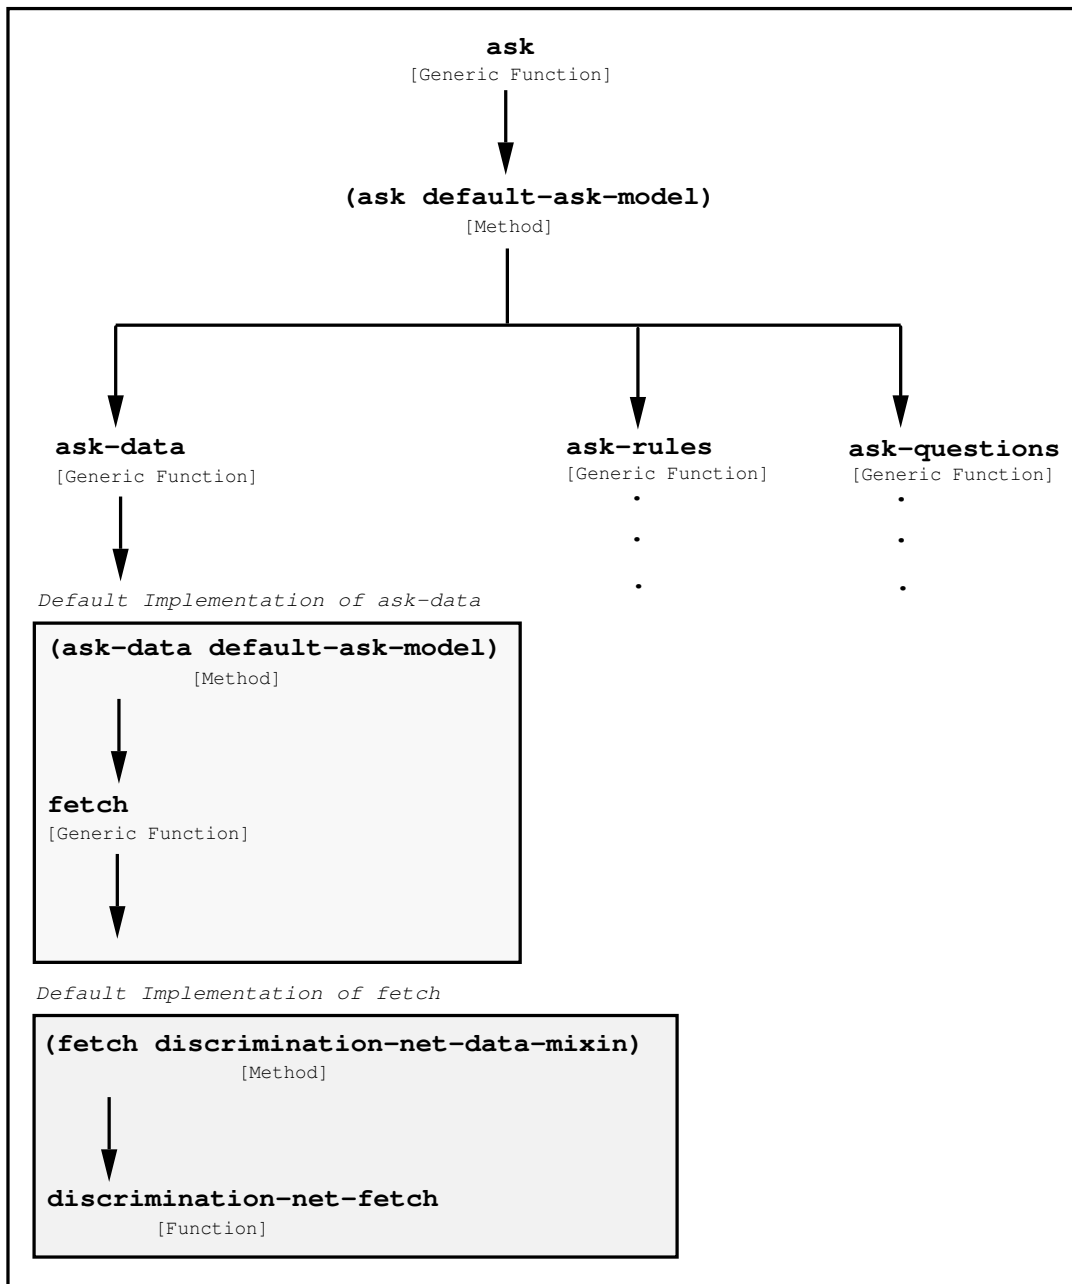 ask
[Generic Function]
(ask default-ask-model)
[Method]
ask-data
[Generic Function]
ask-rules
[Generic Function]
ask-questions
[Generic Function]
Default Implementation of ask-data
(ask-data default-ask-model)
[Method]
fetch
[Generic Function]
Default Implementation of fetch
(fetch discrimination-net-data-mixin)
[Method]
discrimination-net-fetch
[Function]